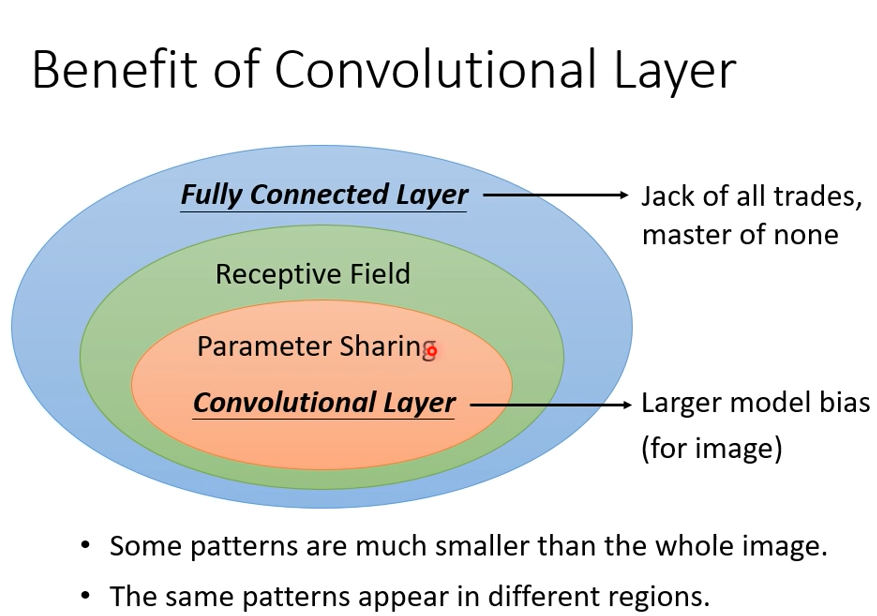 Benefit of Convolutional Layer
Fully Connected Layer
Jack of all trades,
master of none
Receptive Field
Parameter Sharing
Convolutional Layer
Larger model bias
(for image)
• Some patterns are much smaller than the whole image.
• The same patterns appear in different regions.